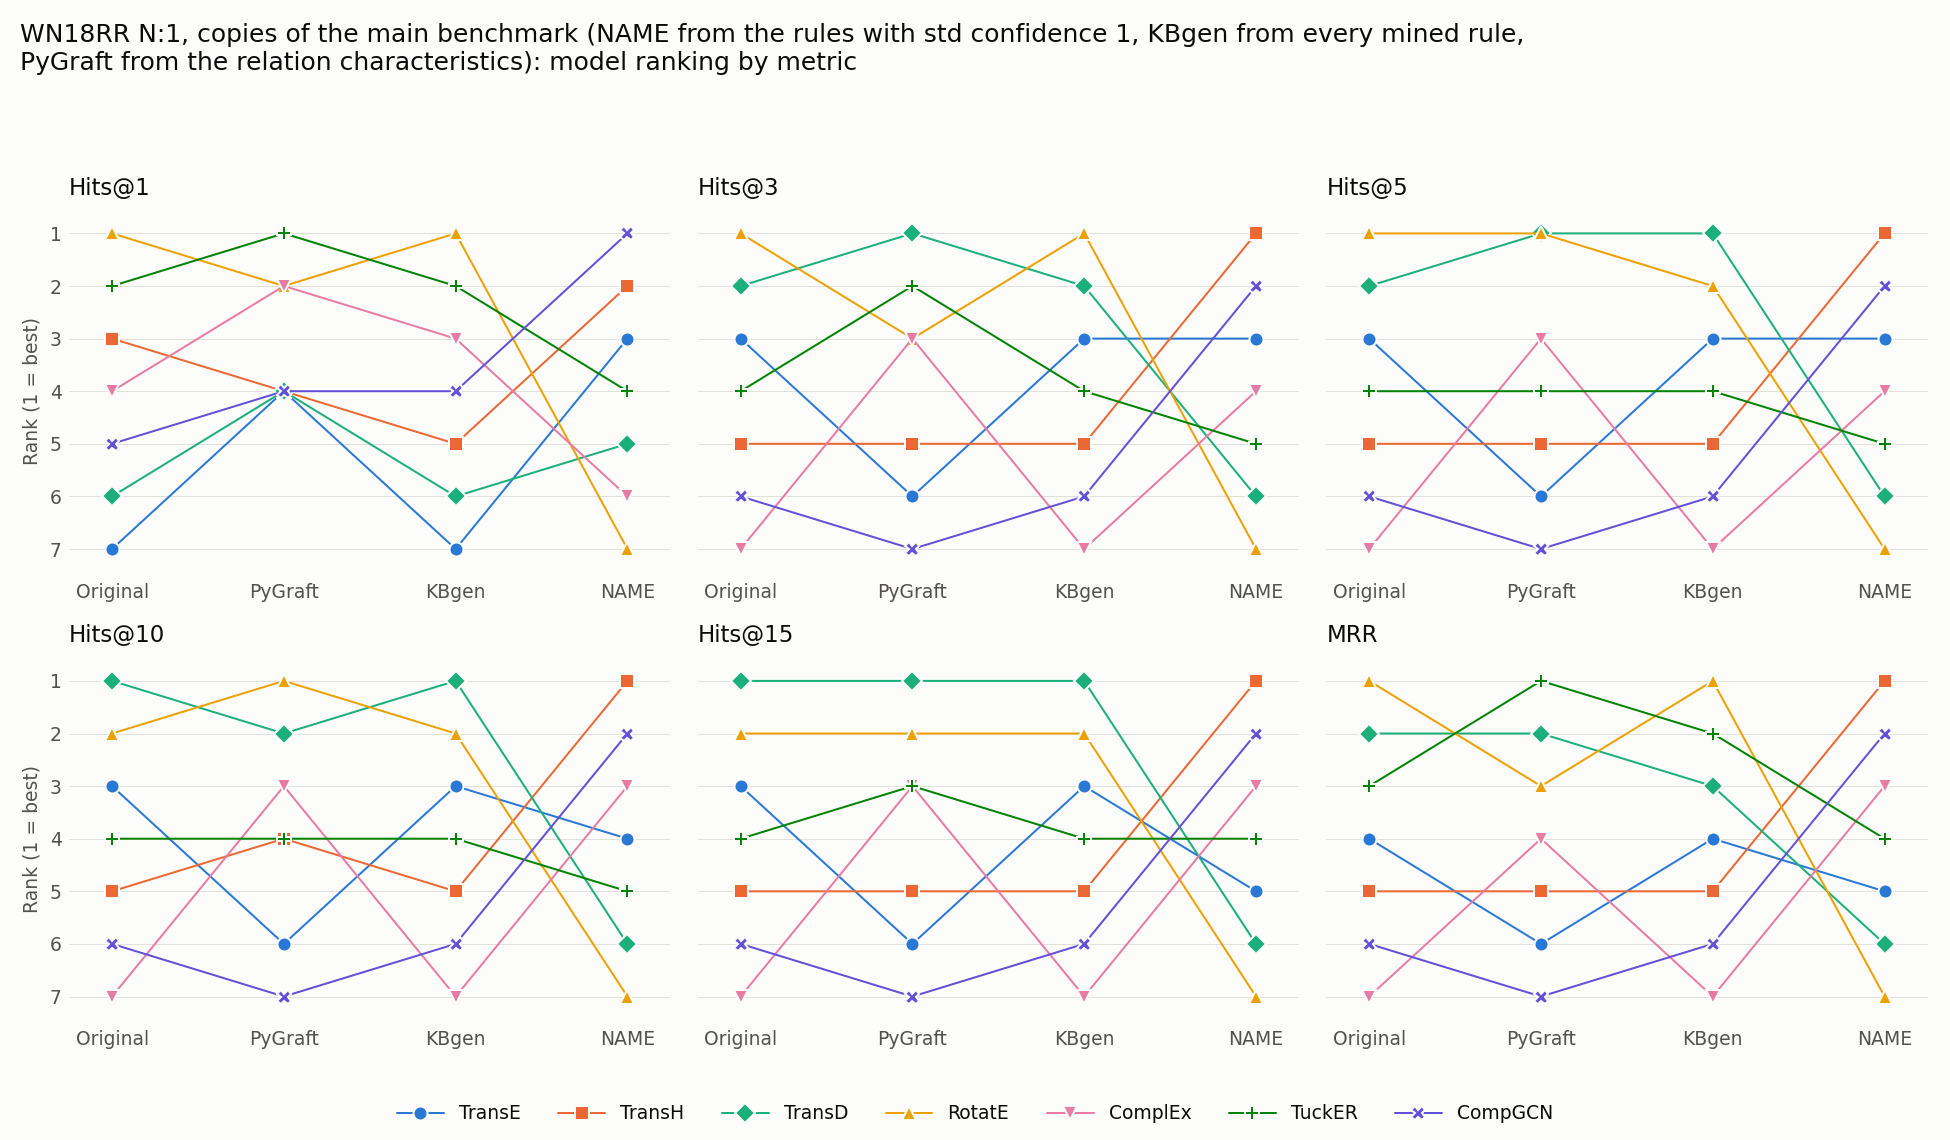 WN18RR N:1, copies of the main benchmark (NAME from the rules with std confidence 1, KBgen from every mined rule,
PyGraft from the relation characteristics): model ranking by metric
Hits@1
Hits@3
Hits@5
Rank (1 = best)
1
2
3
4
5
6
7
Original PyGraft KBgen NAME
Original PyGraft KBgen NAME
Original PyGraft KBgen NAME
Hits@10
Hits@15
MRR
Rank (1 = best)
1
2
3
4
5
6
7
Original PyGraft KBgen NAME
Original PyGraft KBgen NAME
Original PyGraft KBgen NAME
TransE TransH TransD RotatE ComplEx TuckER CompGCN